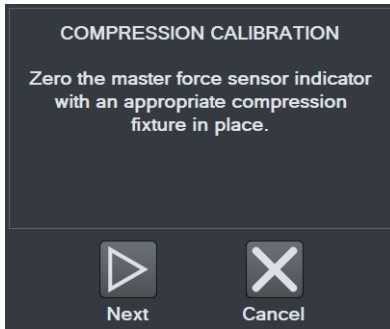 COMPRESSION CALIBRATION
Zero the master force sensor indicator
with an appropriate compression
fixture in place.
Next
Cancel